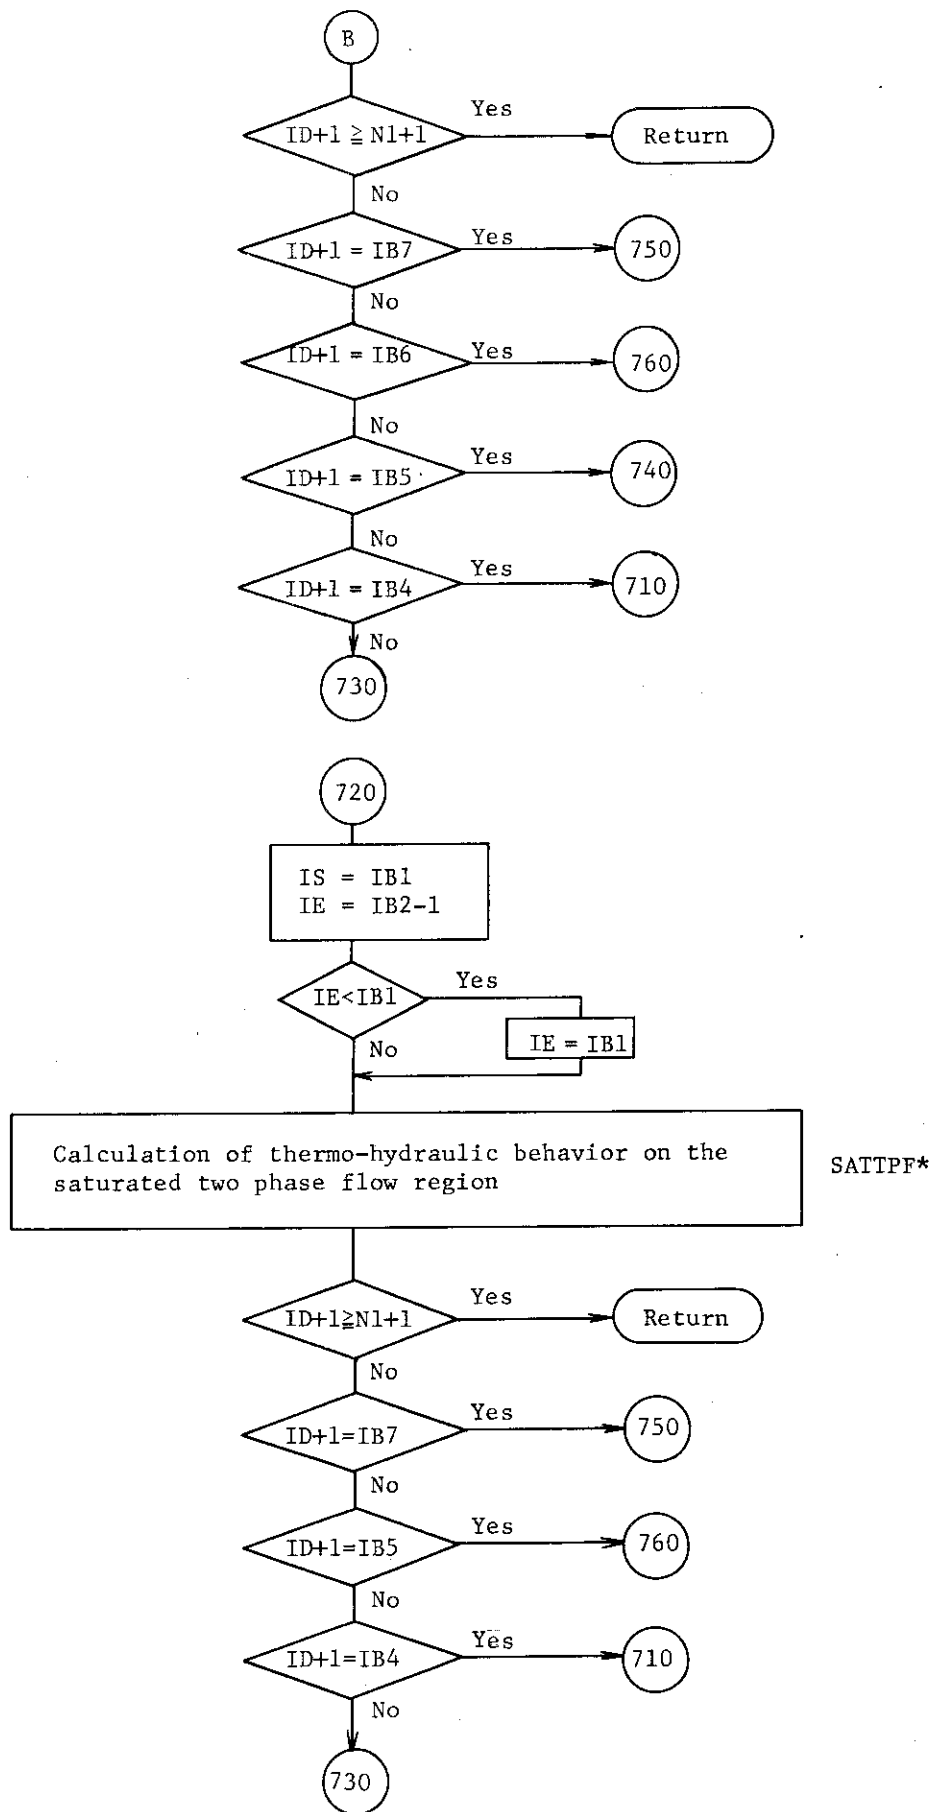 B
Yes
ID+1 ≧ N1+1
Return
No
ID+1 = IB7
Yes
750
No
ID+1 = IB6
Yes
760
No
Yes
ID+1 = IB5
740
No
Yes
ID+1 = IB4
710
No
730
720
IS = IB1
IE = IB2-1
Yes
IE<IB1
IE = IB1
No
Calculation of thermo-hydraulic behavior on the
saturated two phase flow region
SATTPF*
Yes
ID+1≧N1+1
Return
No
Yes
ID+1=IB7
750
No
Yes
ID+1=IB5
760
No
Yes
ID+1=IB4
710
No
730